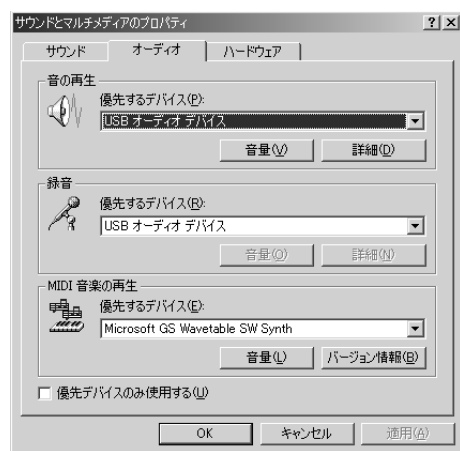 サウンドとマルチメディアのプロパティ
サウンド オーディオ ハードウェア
音の再生
優先するデバイス(P):
USB オーディオ デバイス
音量(V) 詳細(D)
録音
優先するデバイス(R):
USB オーディオ デバイス
音量(O) 詳細(N)
MIDI 音楽の再生
優先するデバイス(E):
Microsoft GS Wavetable SW Synth
音量(L) バージョン情報(B)
優先デバイスのみ使用する(U)
OK キャンセル 適用(A)